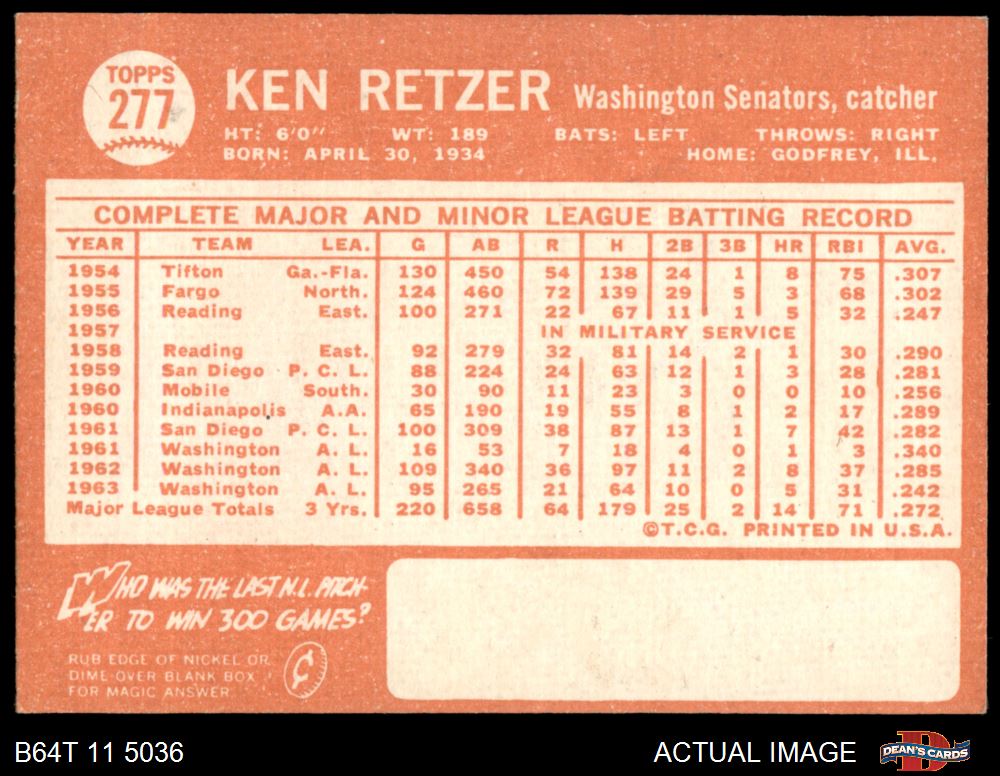 TOPPS
277
KEN RETZER Washington Senators, catcher
HT: 6'0" WT: 189 BATS: LEFT THROWS: RIGHT
BORN: APRIL 30, 1934 HOME: GODFREY, ILL.
COMPLETE MAJOR AND MINOR LEAGUE BATTING RECORD
YEAR TEAM LEA. G AB R H 2B 3B HR RBI AVG.
1954 Tifton Ga.-Fla. 130 450 54 138 24 1 8 75 .307
1955 Fargo North. 124 460 72 139 29 5 3 68 .302
1956 Reading East. 100 271 22 67 11 1 5 32 .247
1957 IN MILITARY SERVICE
1958 Reading East. 92 279 32 81 14 2 1 30 .290
1959 San Diego P. C. L. 88 224 24 63 12 1 3 28 .281
1960 Mobile South. 30 90 11 23 3 0 0 10 .256
1960 Indianapolis A.A. 65 190 19 55 8 1 2 17 .289
1961 San Diego P. C. L. 100 309 38 87 13 1 7 42 .282
1961 Washington A. L. 16 53 7 18 4 0 1 3 .340
1962 Washington A. L. 109 340 36 97 11 2 8 37 .285
1963 Washington A. L. 95 265 21 64 10 0 5 31 .242
Major League Totals 3 Yrs. 220 658 64 179 25 2 14 71 .272
©T.C.G. PRINTED IN U.S.A.
WHO WAS THE LAST N.L. PITCH-
ER TO WIN 300 GAMES?
RUB EDGE OF NICKEL OR
DIME OVER BLANK BOX
FOR MAGIC ANSWER.
B64T 11 5036 ACTUAL IMAGE DEAN'S CARDS